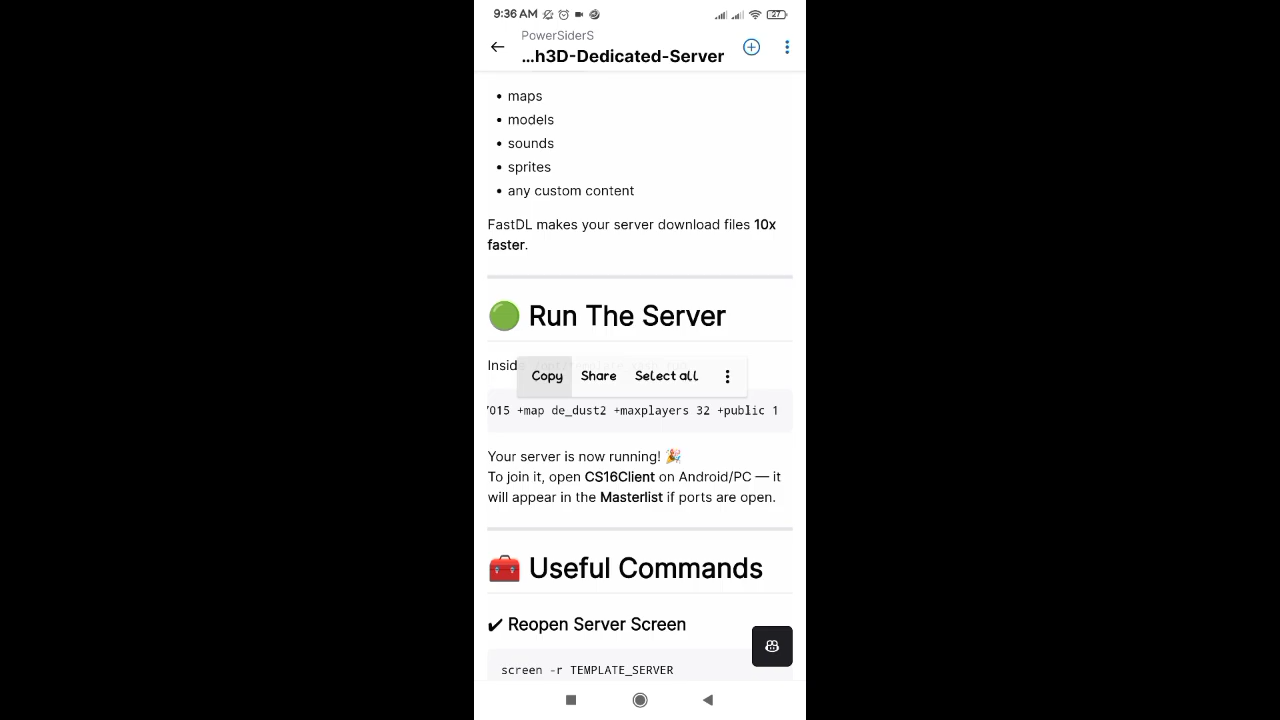 9:36 AM 27
PowerSiderS
...h3D-Dedicated-Server
• maps
• models
• sounds
• sprites
• any custom content
FastDL makes your server download files 10x
faster.
Run The Server
Insid
Copy Share Select all
015 +map de_dust2 +maxplayers 32 +public 1
Your server is now running! 🎉
To join it, open CS16Client on Android/PC — it
will appear in the Masterlist if ports are open.
Useful Commands
✔ Reopen Server Screen
screen -r TEMPLATE_SERVER